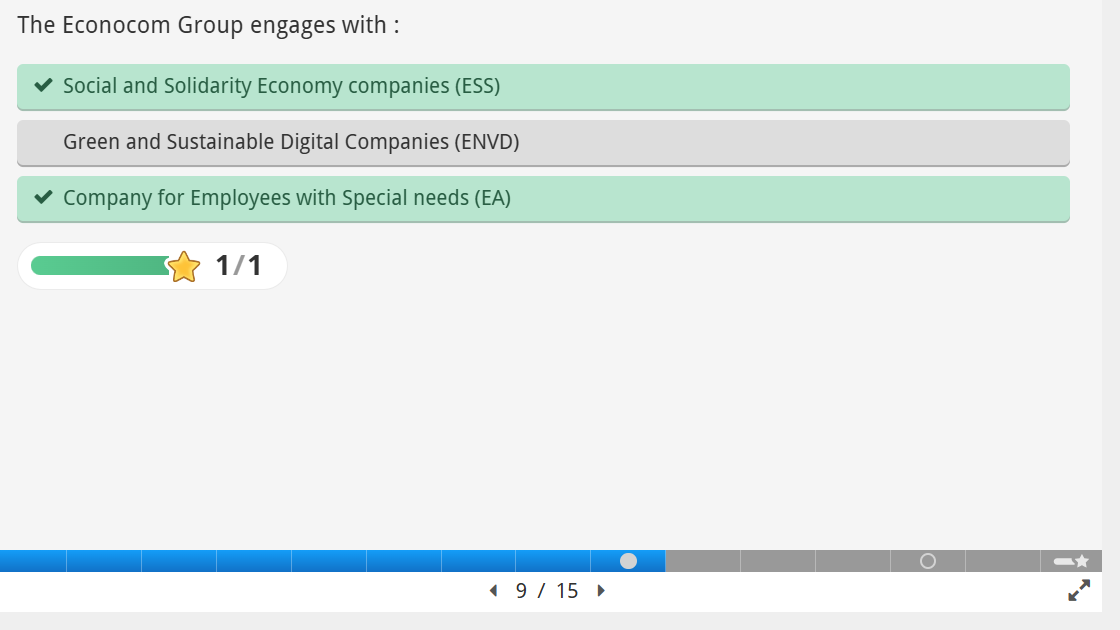 The Econocom Group engages with :
Social and Solidarity Economy companies (ESS)
Green and Sustainable Digital Companies (ENVD)
Company for Employees with Special needs (EA)
1/1
9 / 15